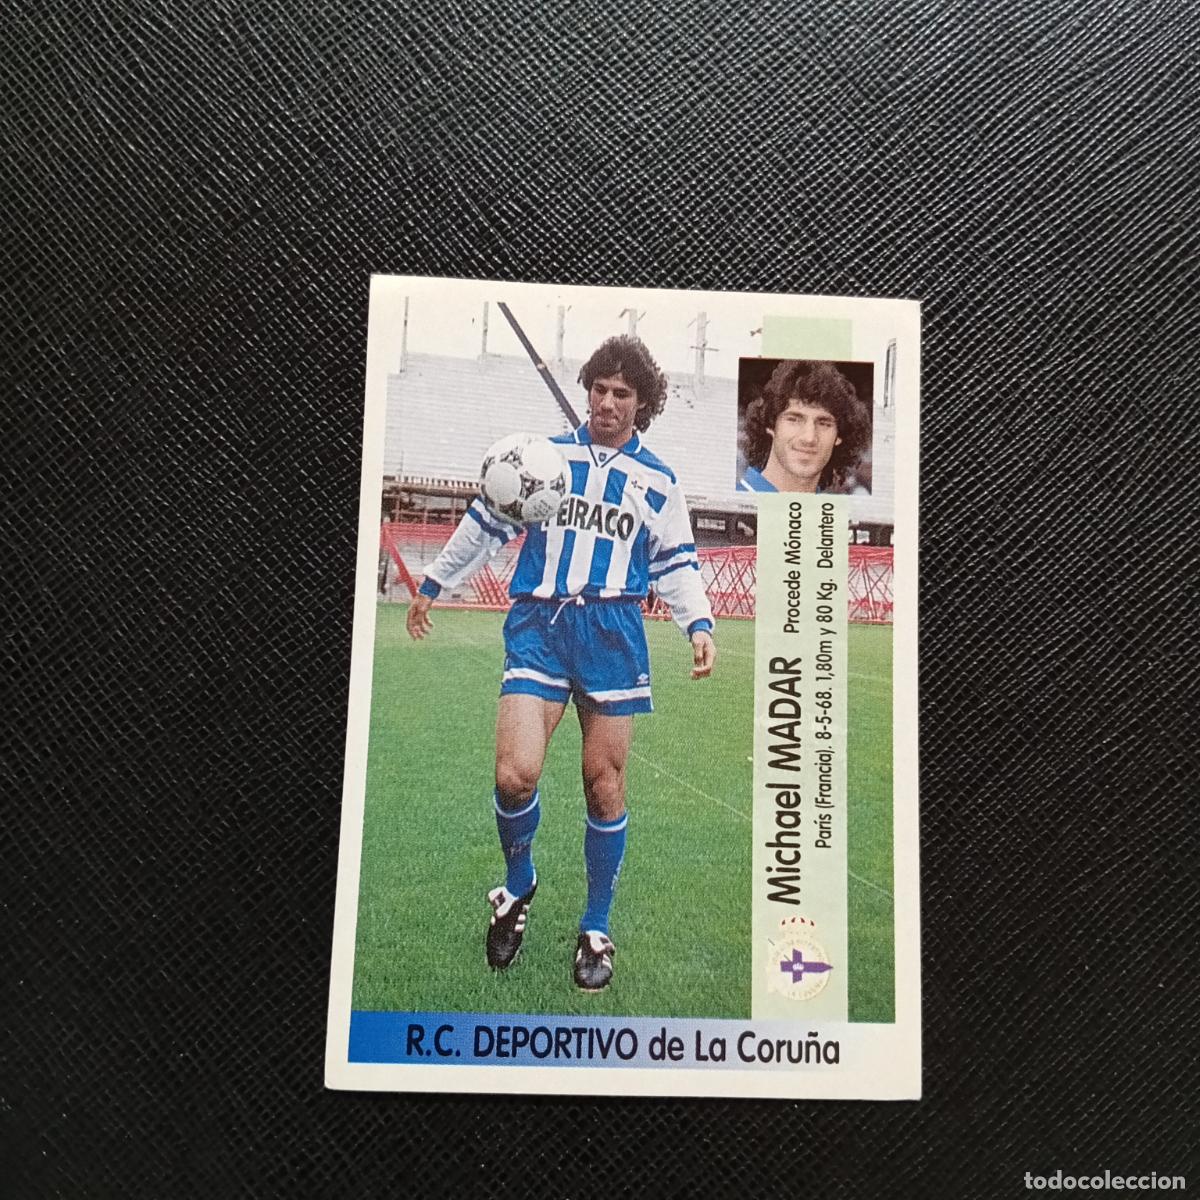 Michael MADAR Procede Mónaco
París (Francia). 8-5-68. 1,80m y 80 Kg. Delantero
EIRACO
R.C. DEPORTIVO de La Coruña
todocoleccion